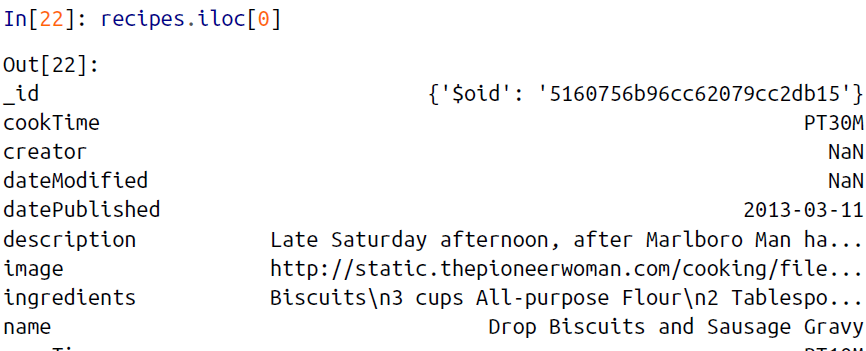 In[22]: recipes.iloc[0]
Out[22]:
_id {'$oid': '5160756b96cc62079cc2db15'}
cookTime PT30M
creator NaN
dateModified NaN
datePublished 2013-03-11
description Late Saturday afternoon, after Marlboro Man ha...
image http://static.thepioneerwoman.com/cooking/file...
ingredients Biscuits\n3 cups All-purpose Flour\n2 Tablespo...
name Drop Biscuits and Sausage Gravy